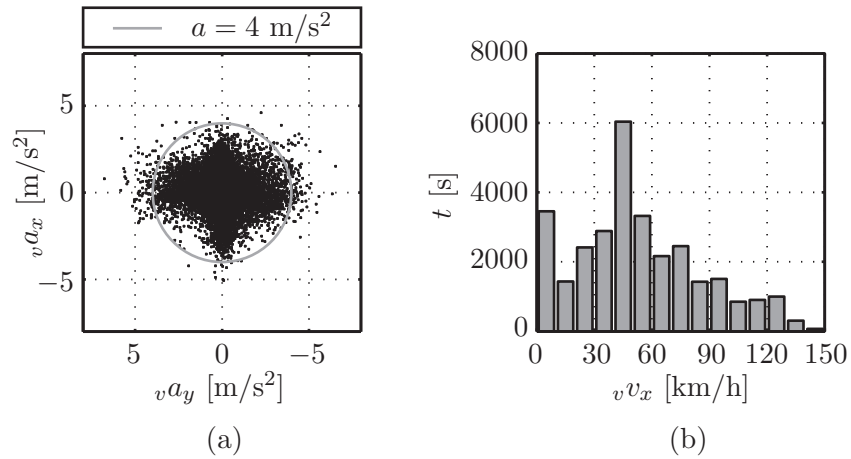 a = 4 m/s²
5
0
−5
ᵥaₓ [m/s²]
5 0 −5
ᵥa_y [m/s²]
(a)
8000
6000
4000
2000
0
t [s]
0 30 60 90 120 150
ᵥvₓ [km/h]
(b)